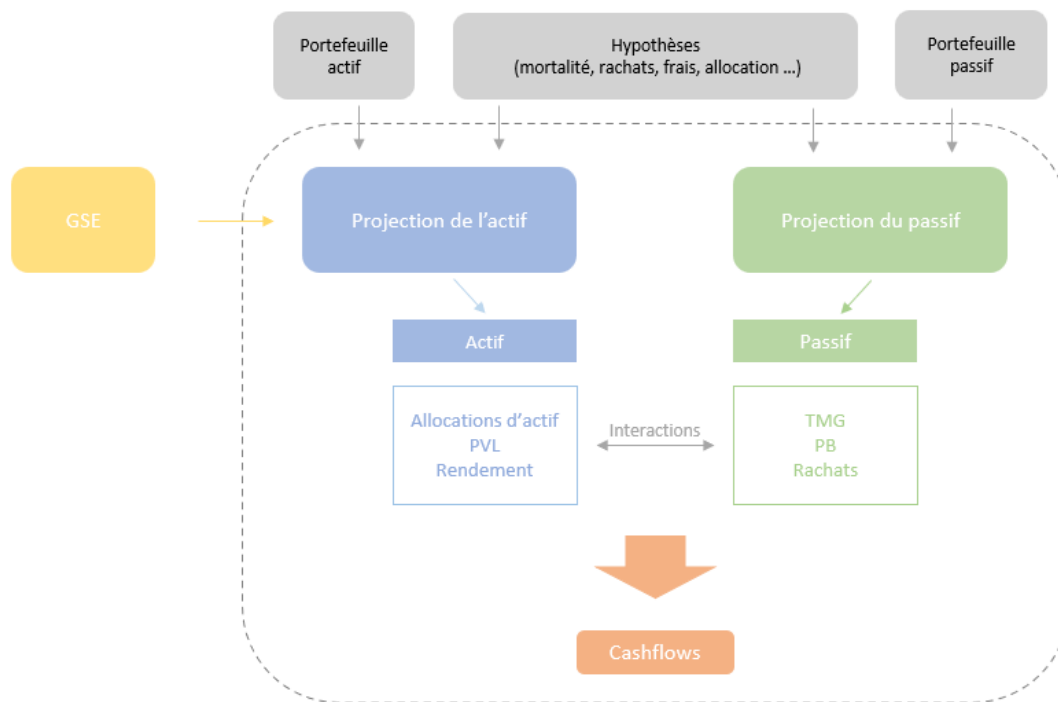 Portefeuille
actif
Hypothèses
(mortalité, rachats, frais, allocation ...)
Portefeuille
passif
GSE
Projection de l'actif
Projection du passif
Actif
Passif
Allocations d'actif
PVL
Rendement
Interactions
TMG
PB
Rachats
Cashflows